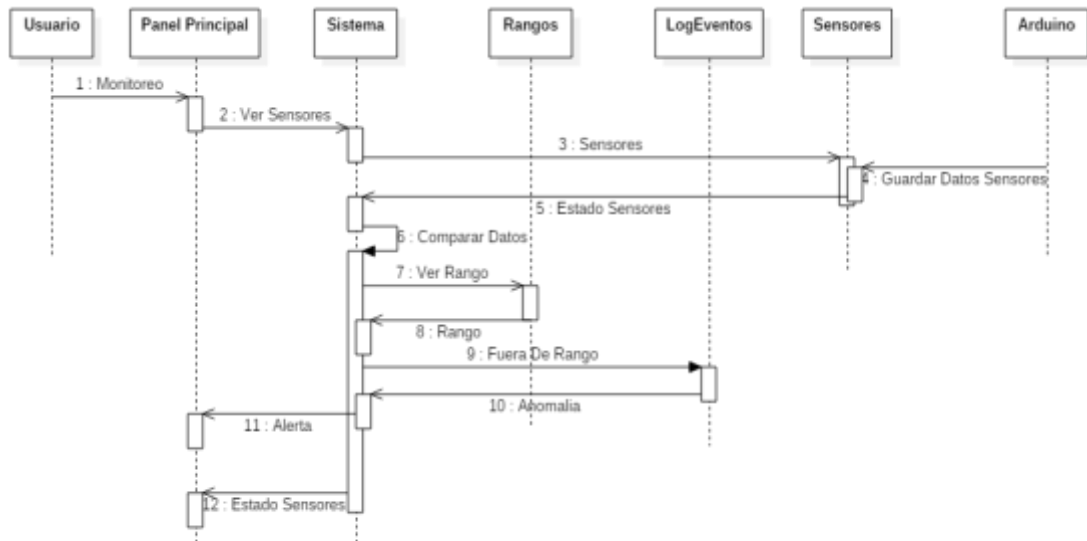 Usuario
Panel Principal
Sistema
Rangos
LogEventos
Sensores
Arduino
1 : Monitoreo
2 : Ver Sensores
3 : Sensores
4 : Guardar Datos Sensores
5 : Estado Sensores
6 : Comparar Datos
7 : Ver Rango
8 : Rango
9 : Fuera De Rango
10 : Anomalia
11 : Alerta
12 : Estado Sensores